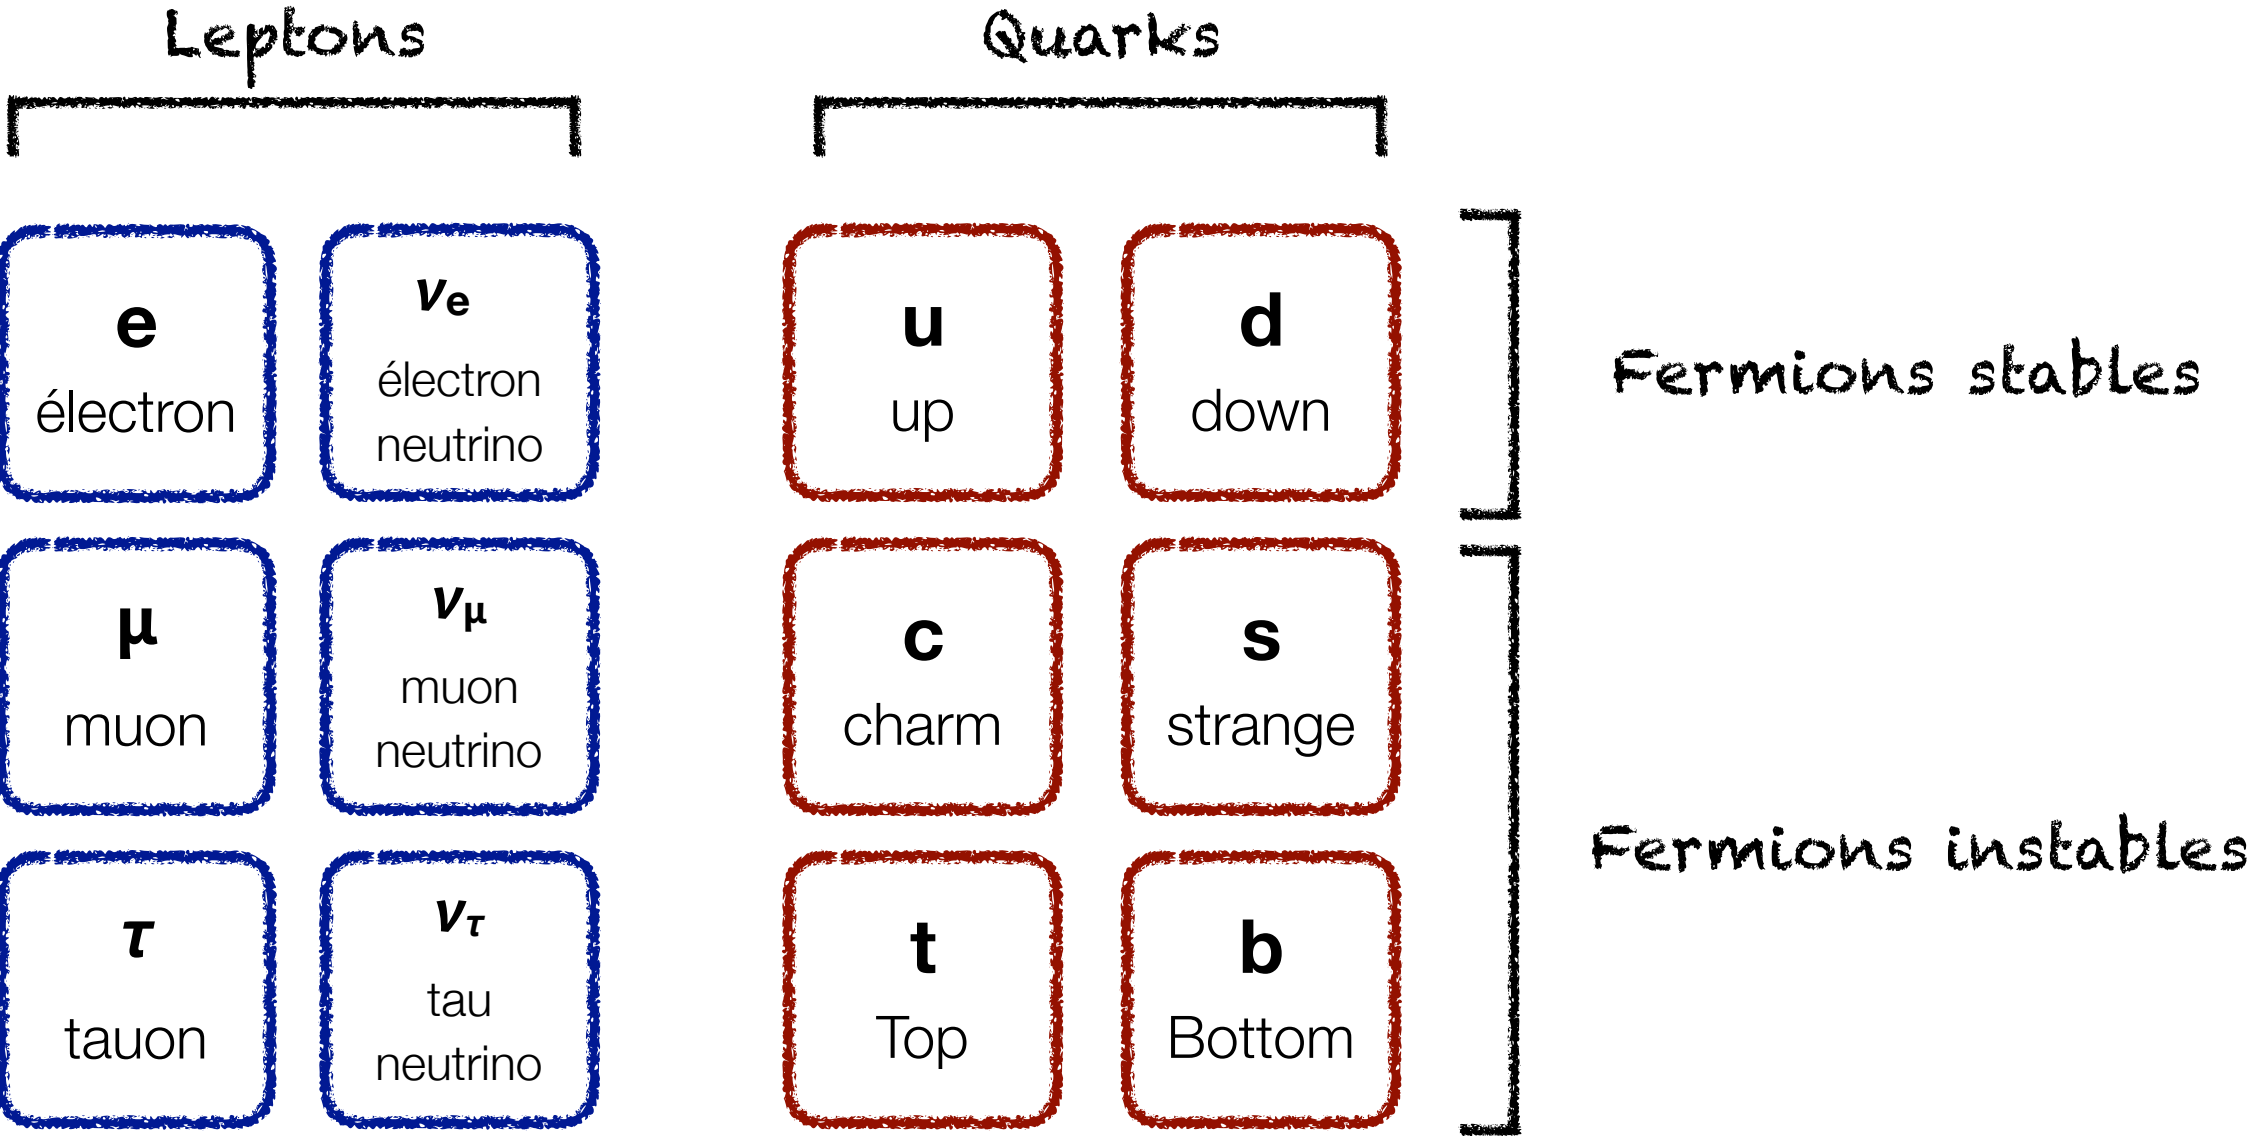 Leptons
Quarks
e
électron
νe
électron
neutrino
u
up
d
down
Fermions stables
μ
muon
νμ
muon
neutrino
c
charm
s
strange
τ
tauon
ντ
tau
neutrino
t
Top
b
Bottom
Fermions instables